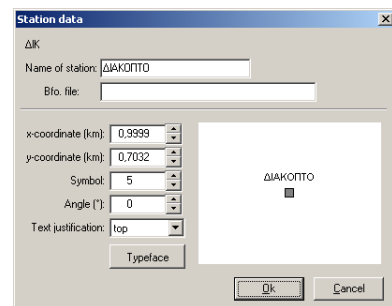 Station data
ΔΙΚ
Name of station: ΔΙΑΚΟΠΤΟ
Bfo. file:
x-coordinate (km): 0,9999
y-coordinate (km): 0,7032
Symbol: 5
Angle (°): 0
Text justification: top
Typeface
ΔΙΑΚΟΠΤΟ
Ok Cancel